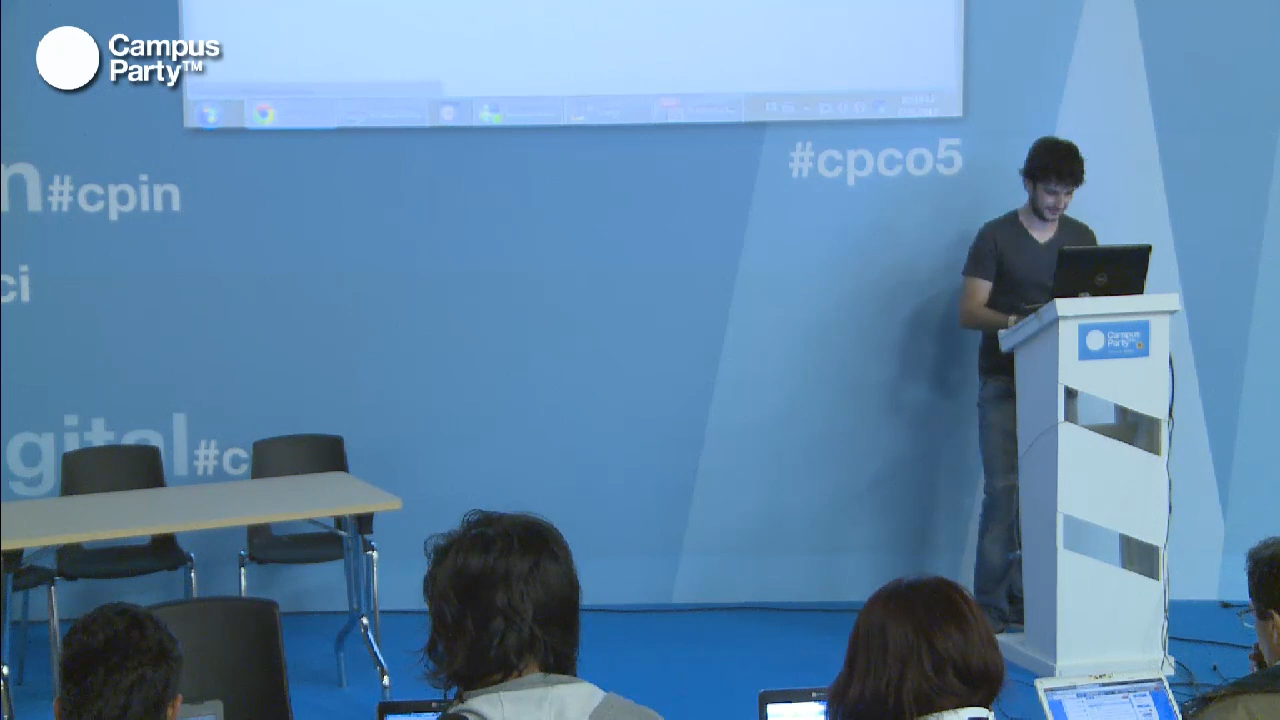 Campus
Party™
#cpco5
n#cpin
ci
gital#c
Campus
Party